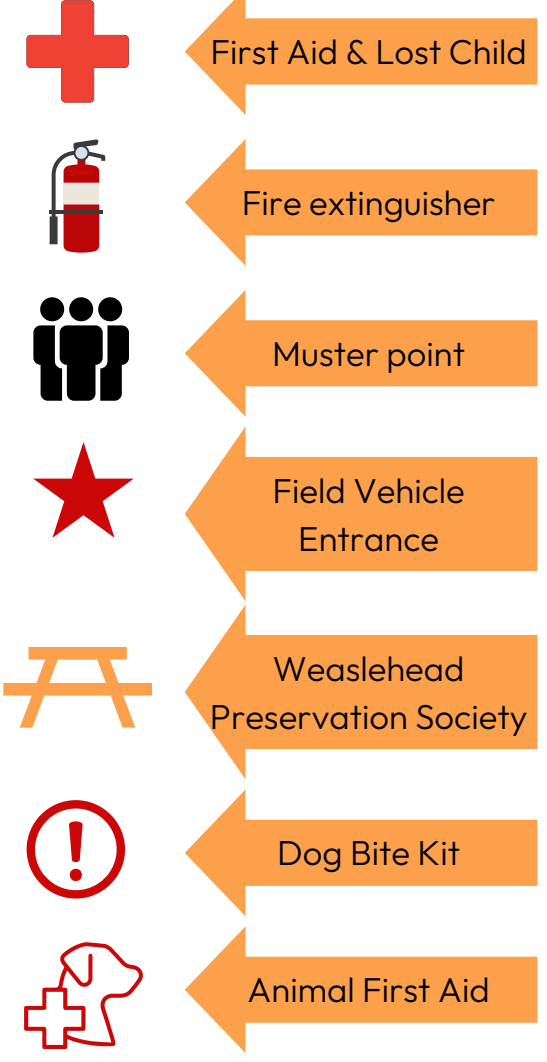 First Aid & Lost Child
Fire extinguisher
Muster point
Field Vehicle
Entrance
Weaslehead
Preservation Society
Dog Bite Kit
Animal First Aid